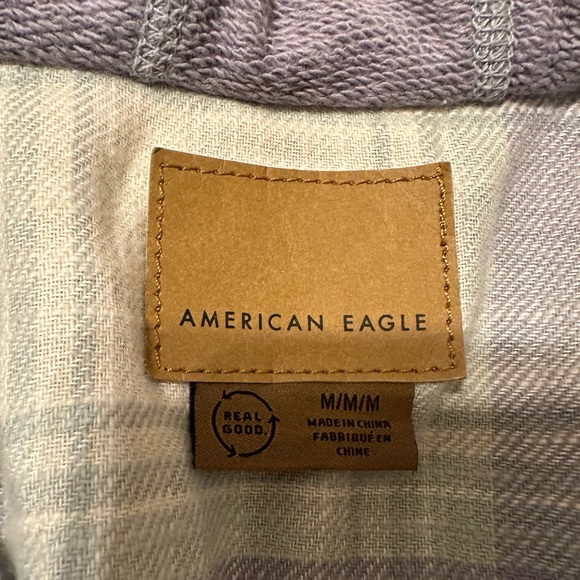 AMERICAN EAGLE
REAL
GOOD.
M/M/M
MADE IN CHINA
FABRIQUÉ EN
CHINE